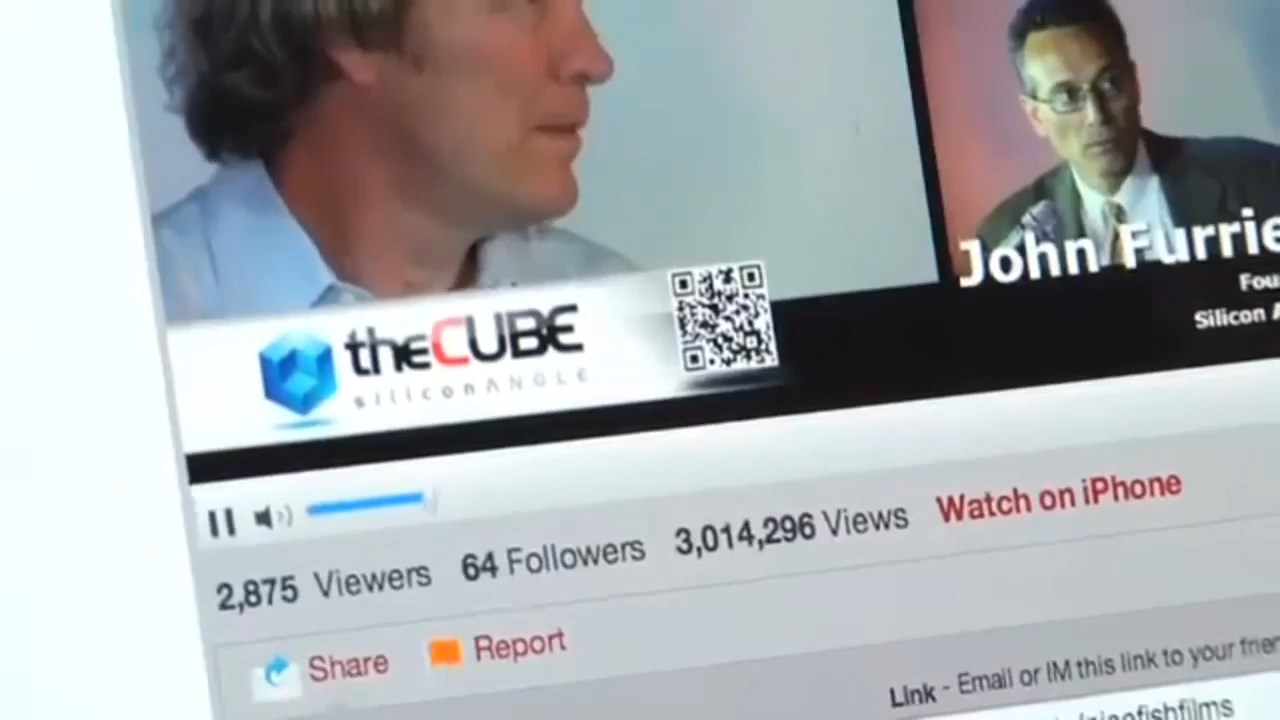 John Furrie
Fou
Silicon A
theCUBE
siliconANGLE
2,875 Viewers 64 Followers 3,014,296 Views Watch on iPhone
Share Report
Link - Email or IM this link to your frien